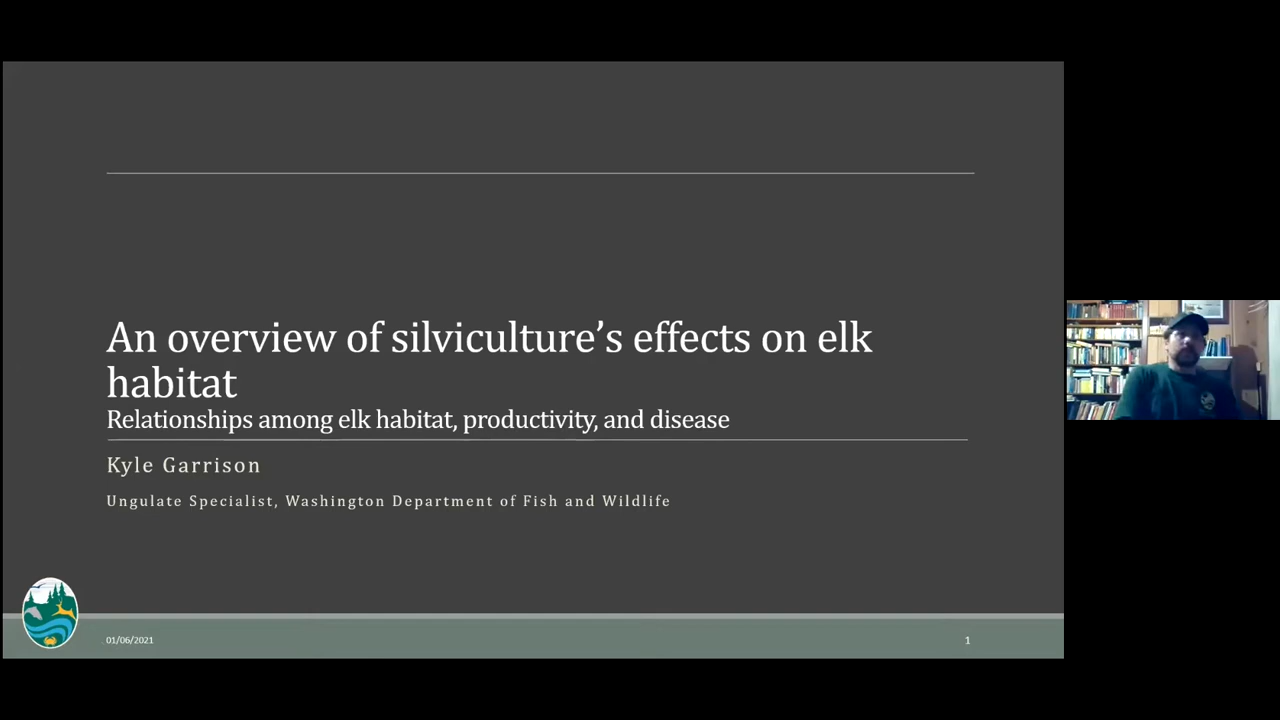 An overview of silviculture’s effects on elk
habitat
Relationships among elk habitat, productivity, and disease
Kyle Garrison
Ungulate Specialist, Washington Department of Fish and Wildlife
01/06/2021
1